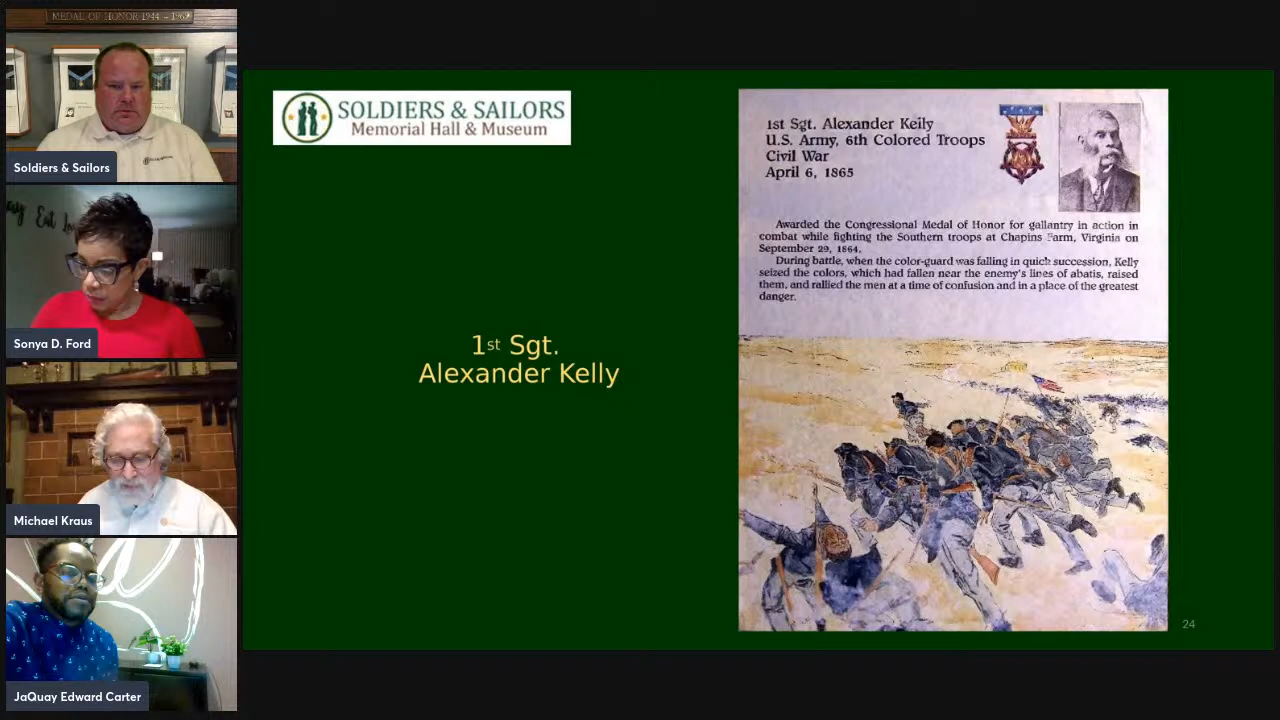 MEDAL OF HONOR 1944 - 1969
Soldiers & Sailors
Sonya D. Ford
Michael Kraus
JaQuay Edward Carter
SOLDIERS & SAILORS
Memorial Hall & Museum
1st Sgt.
Alexander Kelly
1st Sgt. Alexander Kelly
U.S. Army, 6th Colored Troops
Civil War
April 6, 1865
Awarded the Congressional Medal of Honor for gallantry in action in
combat while fighting the Southern troops at Chapins Farm, Virginia on
September 29, 1864.
During battle, when the color-guard was falling in quick succession, Kelly
seized the colors, which had fallen near the enemy's lines of abatis, raised
them, and rallied the men at a time of confusion and in a place of the greatest
danger.
24